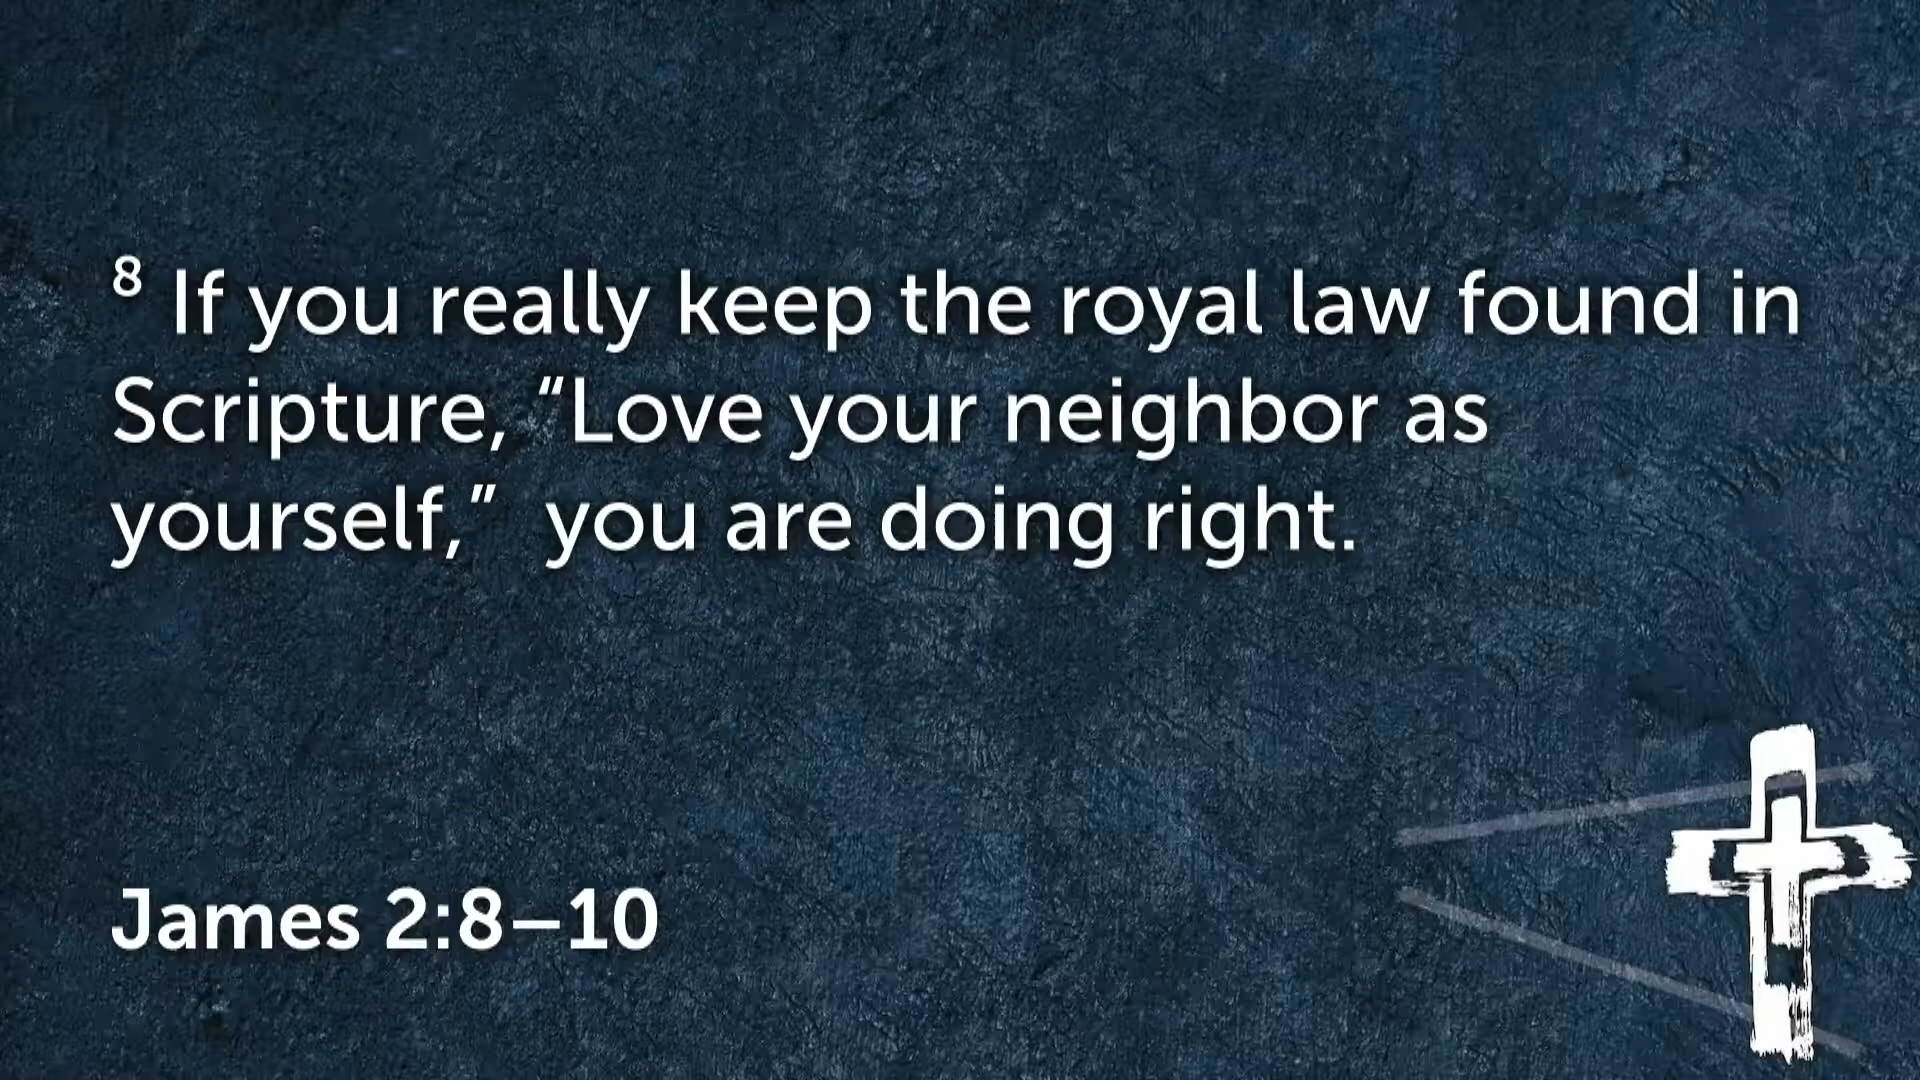 8 If you really keep the royal law found in
Scripture, “Love your neighbor as
yourself,”  you are doing right.
James 2:8–10